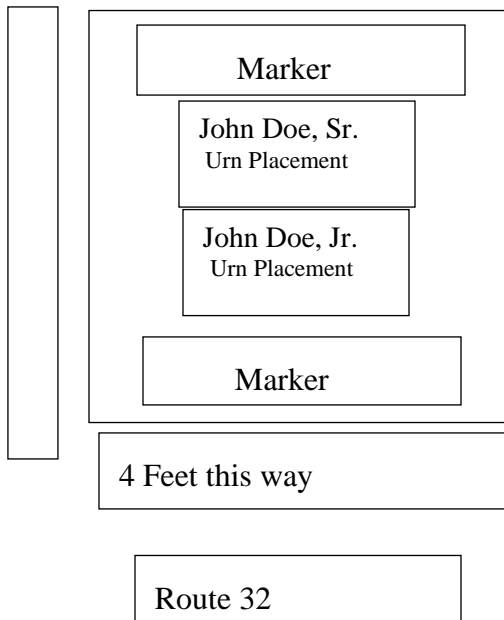 Marker
John Doe, Sr.
Urn Placement
John Doe, Jr.
Urn Placement
Marker
4 Feet this way
Route 32